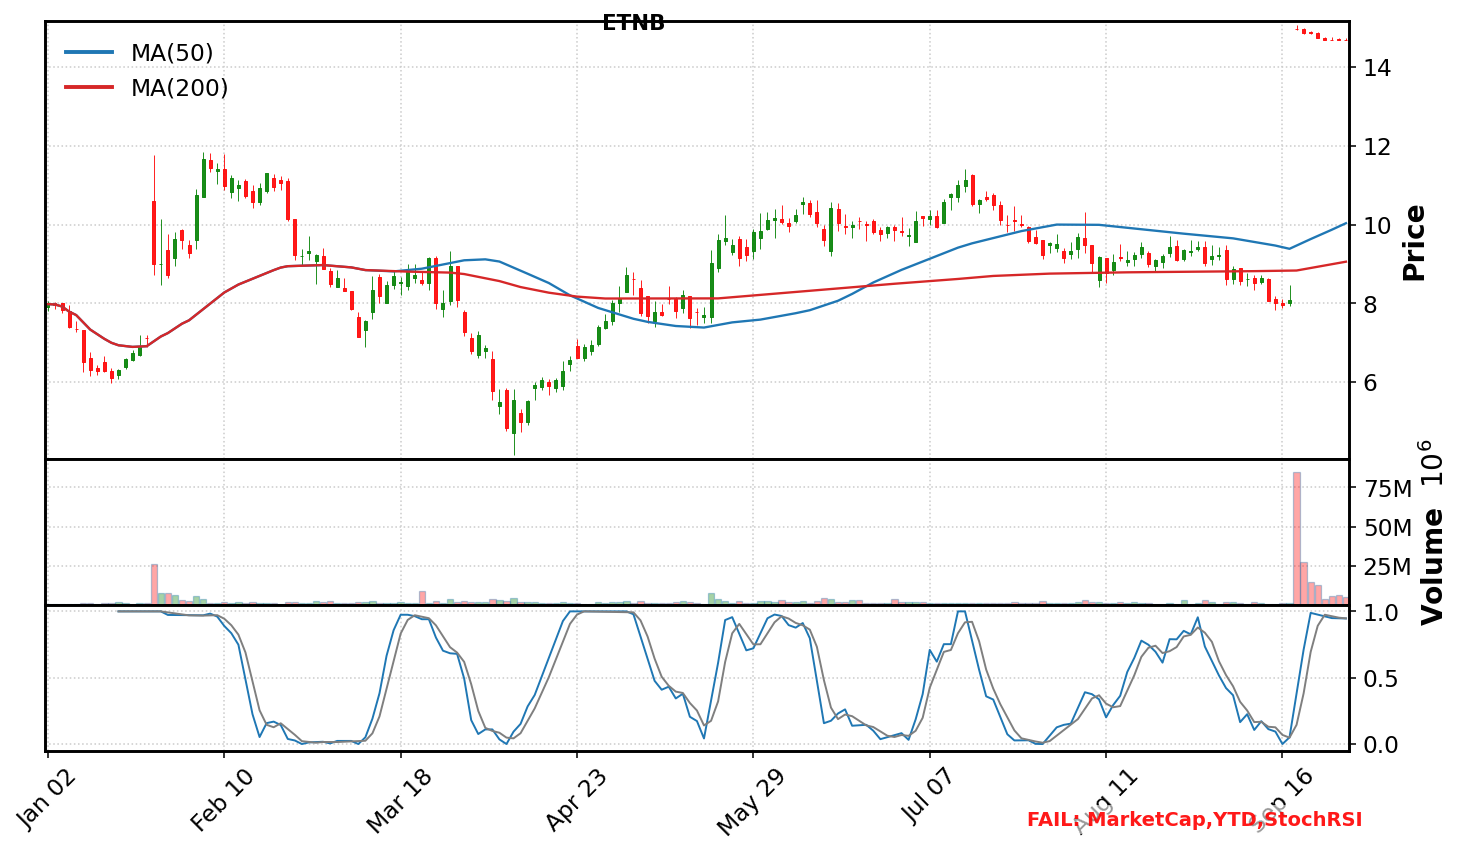 ETNB
MA(50)
MA(200)
14
12
10
8
6
Price
75M
50M
25M
Volume 10^6
1.0
0.5
0.0
Jan 02
Feb 10
Mar 18
Apr 23
May 29
Jul 07
Aug 11
Sep 16
FAIL: MarketCap,YTD,StochRSI